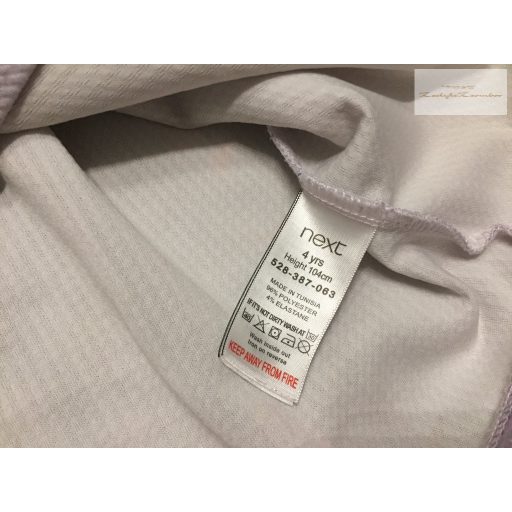 next
4 yrs
Height 104cm
528-387-063
MADE IN TUNISIA
96% POLYESTER
4% ELASTANE
IF IT'S NOT DIRTY WASH AT 30
Wash inside out
Iron on reverse
KEEP AWAY FROM FIRE